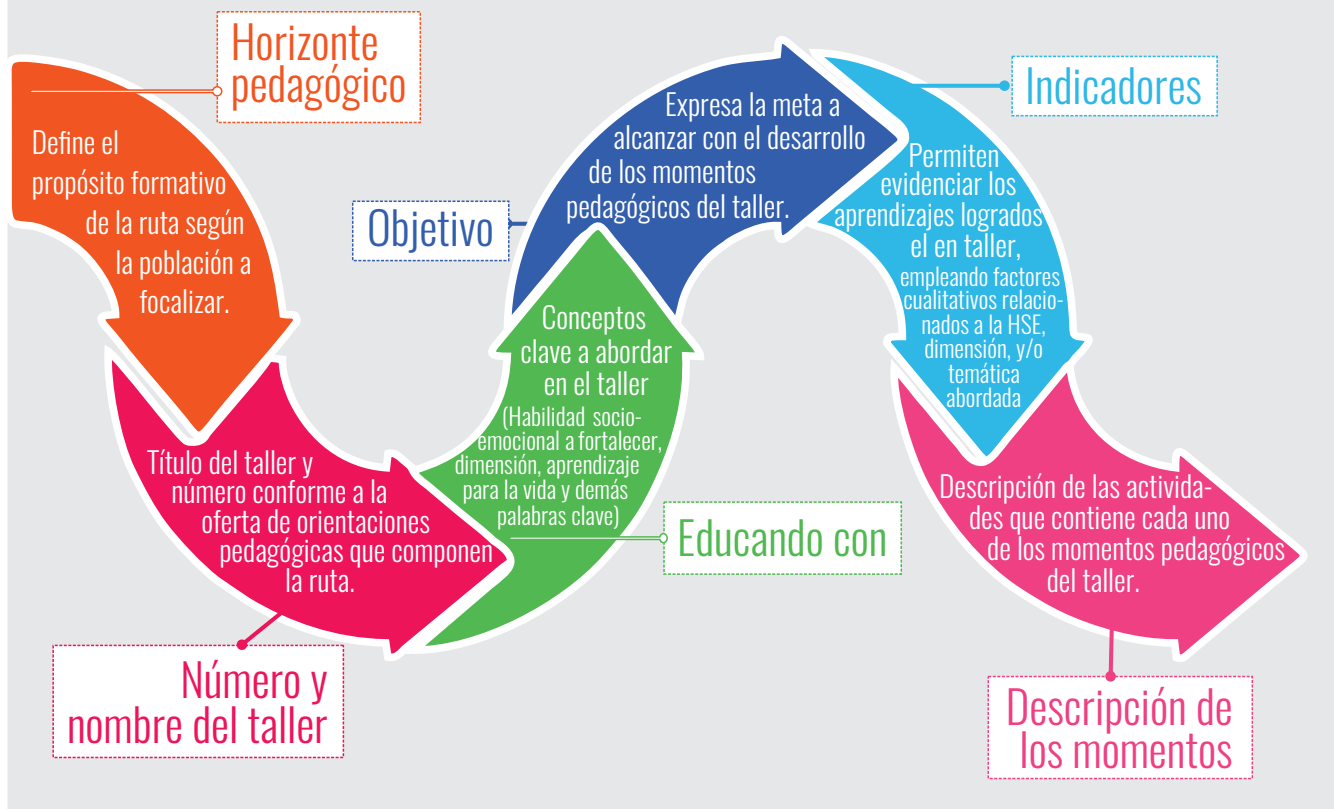 Horizonte
pedagógico
Define el
propósito formativo
de la ruta según
la población a
focalizar.
Número y
nombre del taller
Título del taller y
número conforme a la
oferta de orientaciones
pedagógicas que componen
la ruta.
Educando con
Conceptos
clave a abordar
en el taller
(Habilidad socio-
emocional a fortalecer,
dimensión, aprendizaje
para la vida y demás
palabras clave)
Objetivo
Expresa la meta a
alcanzar con el desarrollo
de los momentos
pedagógicos del taller.
Indicadores
Permiten
evidenciar los
aprendizajes logrados
el en taller,
empleando factores
cualitativos relacio-
nados a la HSE,
dimensión, y/o
temática
abordada
Descripción de
los momentos
Descripción de las activida-
des que contiene cada uno
de los momentos pedagógicos
del taller.